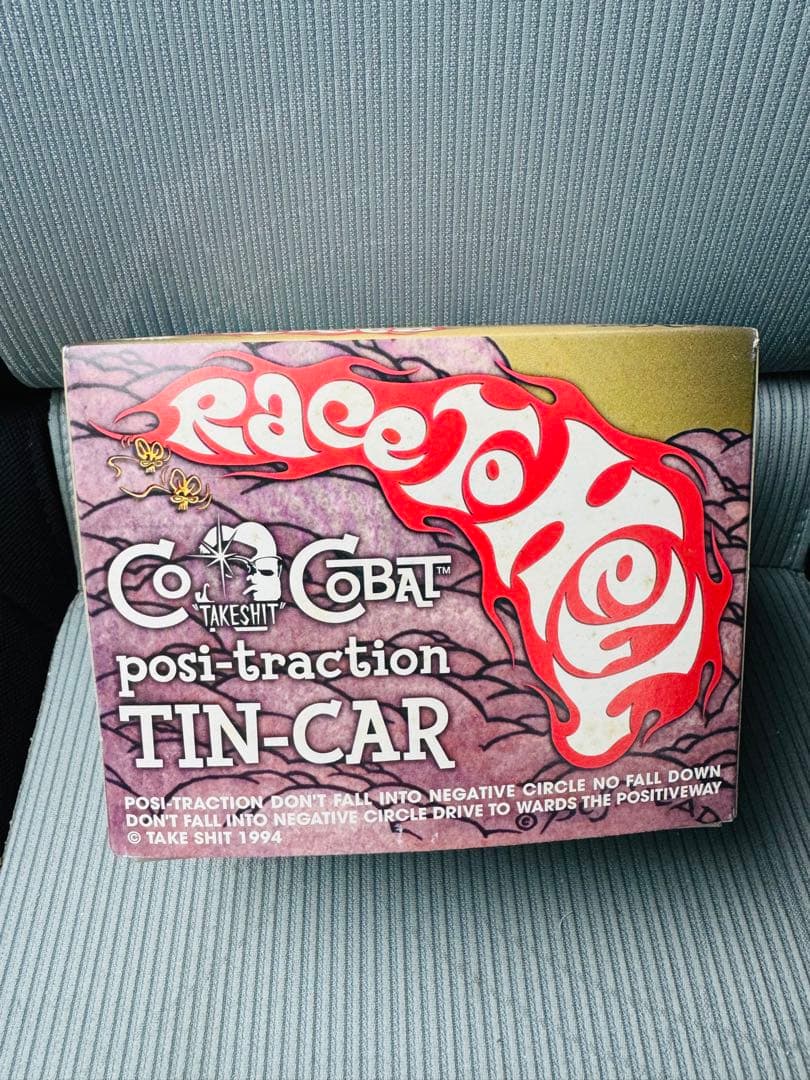 Race To Hell
Co "TAKESHIT" COBAT™
posi-traction
TIN-CAR
POSI-TRACTION DON'T FALL INTO NEGATIVE CIRCLE NO FALL DOWN
DON'T FALL INTO NEGATIVE CIRCLE DRIVE TO WARDS THE POSITIVEWAY
© TAKE SHIT 1994